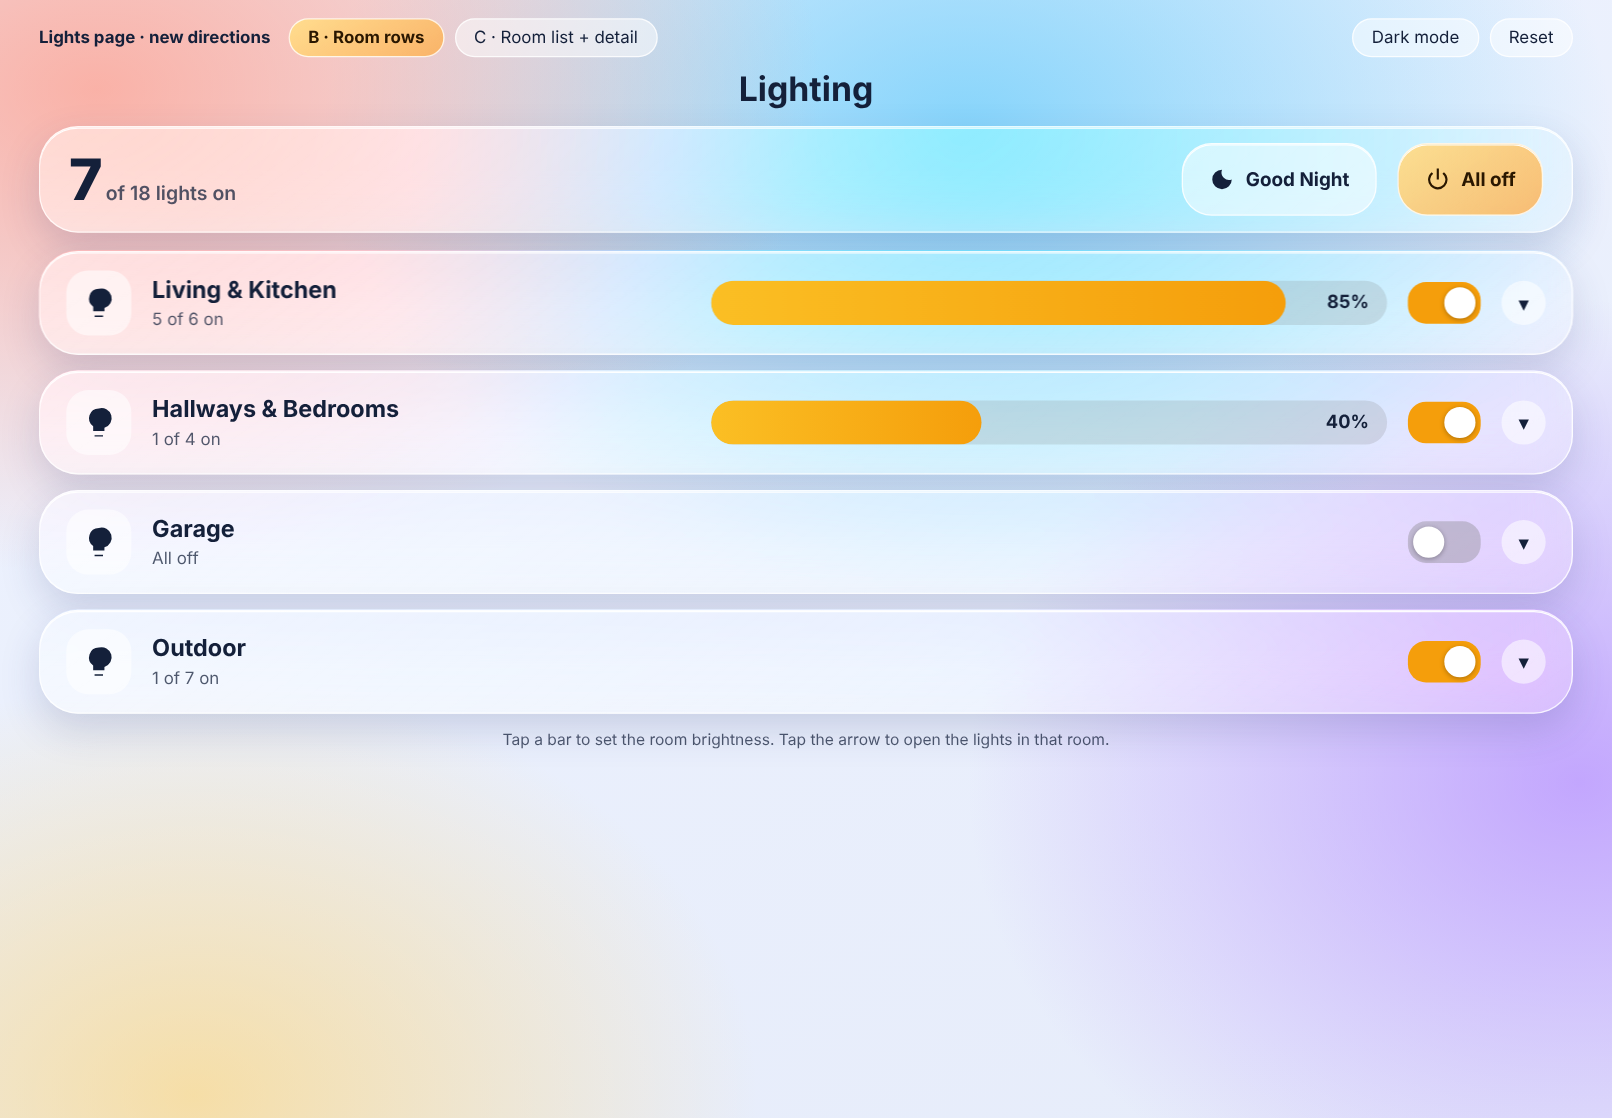 Lights page · new directions
B · Room rows
C · Room list + detail
Dark mode
Reset
Lighting
7 of 18 lights on
Good Night
All off
Living & Kitchen
5 of 6 on
85%
Hallways & Bedrooms
1 of 4 on
40%
Garage
All off
Outdoor
1 of 7 on
Tap a bar to set the room brightness. Tap the arrow to open the lights in that room.